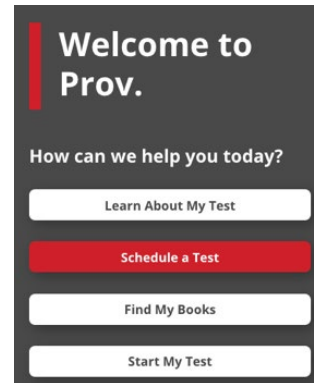 Welcome to
Prov.
How can we help you today?
Learn About My Test
Schedule a Test
Find My Books
Start My Test